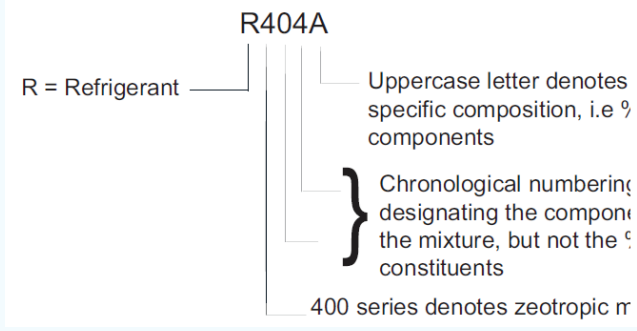 R404A
R = Refrigerant
Uppercase letter denotes
specific composition, i.e %
components
Chronological numbering
designating the compone
the mixture, but not the %
constituents
400 series denotes zeotropic m